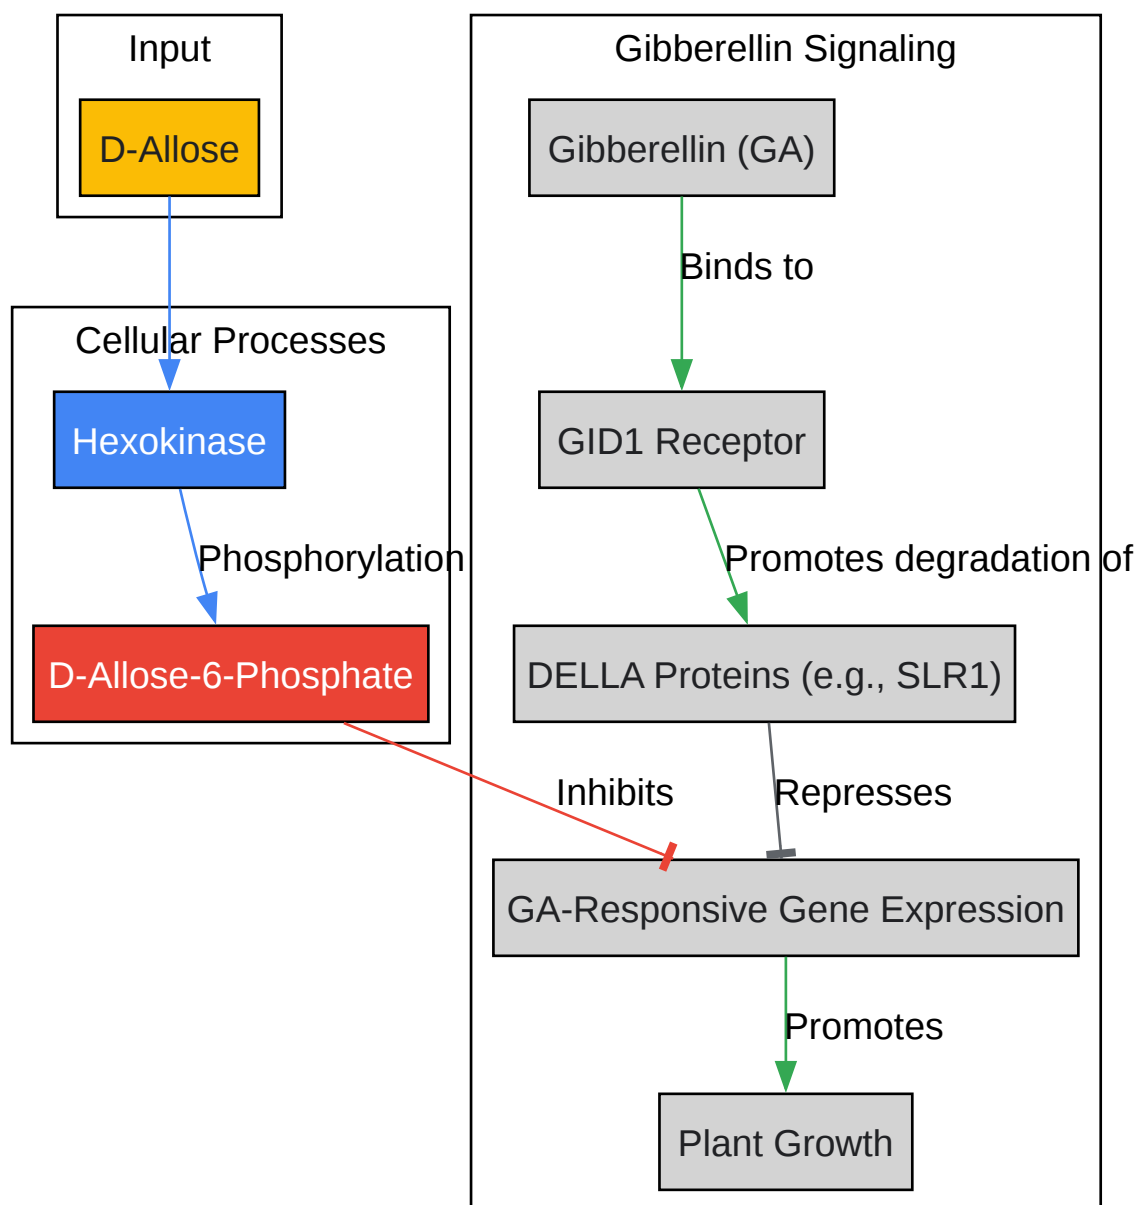 Input
D-Allose
Cellular Processes
Hexokinase
Phosphorylation
D-Allose-6-Phosphate
Inhibits
Gibberellin Signaling
Gibberellin (GA)
Binds to
GID1 Receptor
Promotes degradation of
DELLA Proteins (e.g., SLR1)
Represses
GA-Responsive Gene Expression
Promotes
Plant Growth